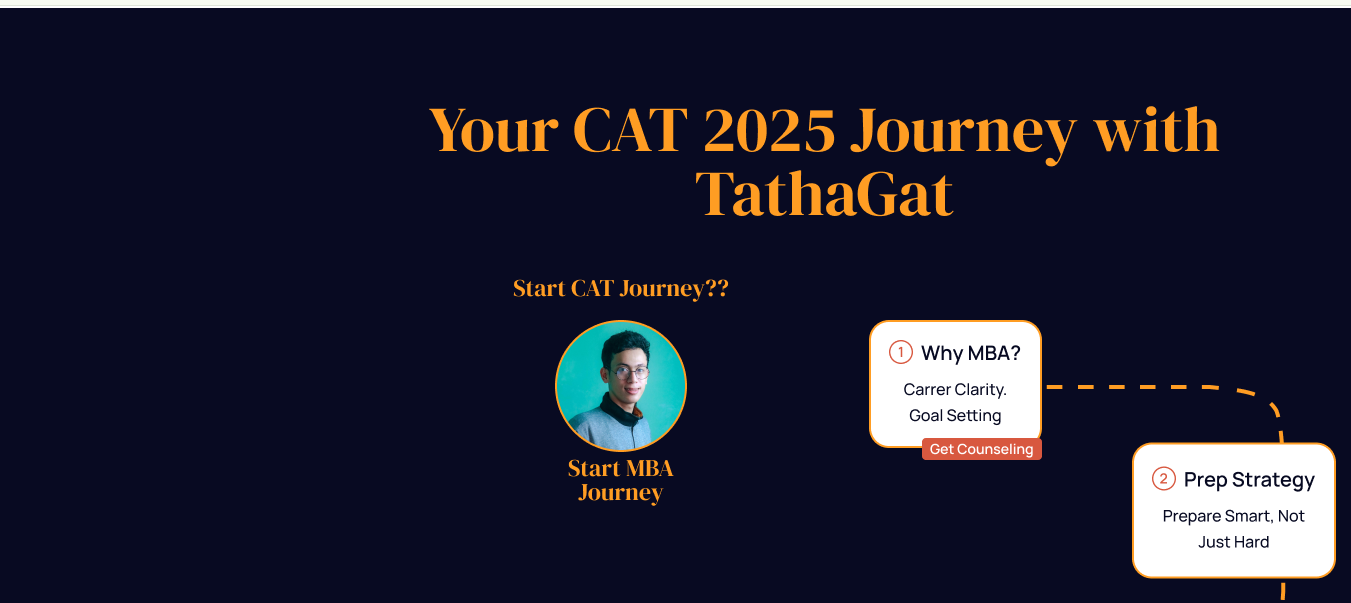 Your CAT 2025 Journey with
TathaGat
Start CAT Journey??
Start MBA
Journey
1 Why MBA?
Carrer Clarity.
Goal Setting
Get Counseling
2 Prep Strategy
Prepare Smart, Not
Just Hard